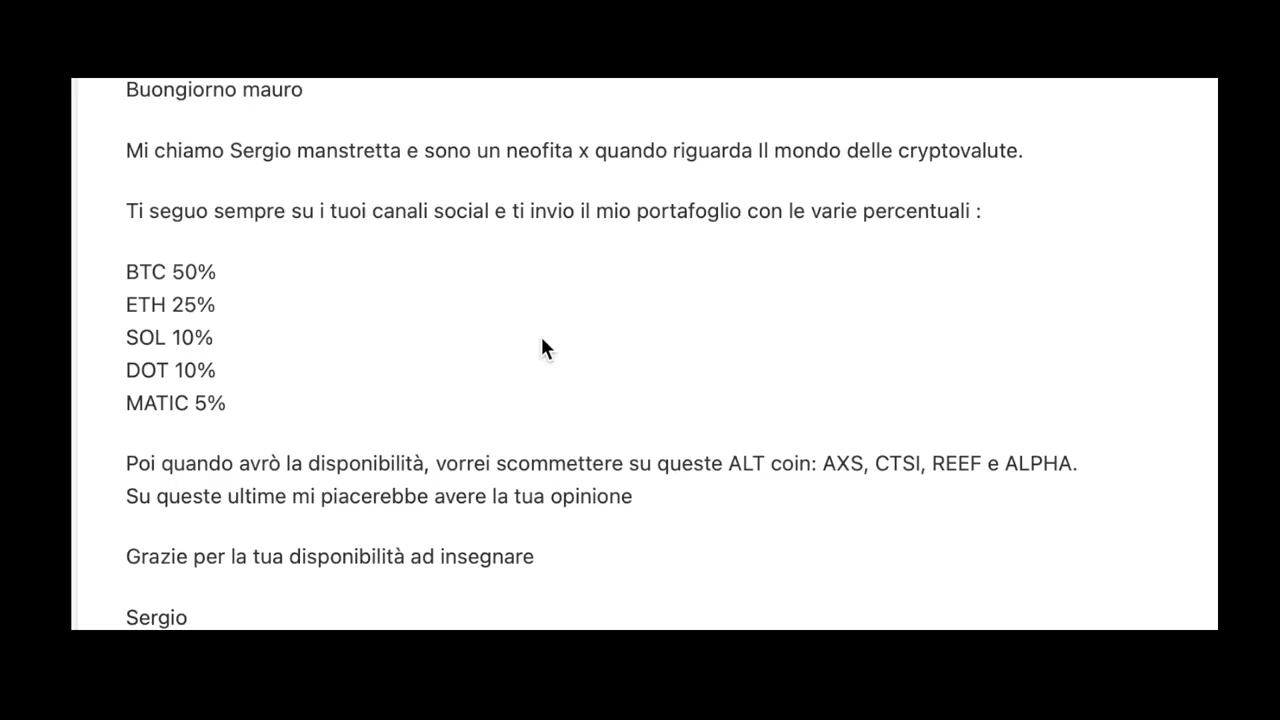 Buongiorno mauro
Mi chiamo Sergio manstretta e sono un neofita x quando riguarda Il mondo delle cryptovalute.
Ti seguo sempre su i tuoi canali social e ti invio il mio portafoglio con le varie percentuali :
BTC 50%
ETH 25%
SOL 10%
DOT 10%
MATIC 5%
Poi quando avrò la disponibilità, vorrei scommettere su queste ALT coin: AXS, CTSI, REEF e ALPHA.
Su queste ultime mi piacerebbe avere la tua opinione
Grazie per la tua disponibilità ad insegnare
Sergio